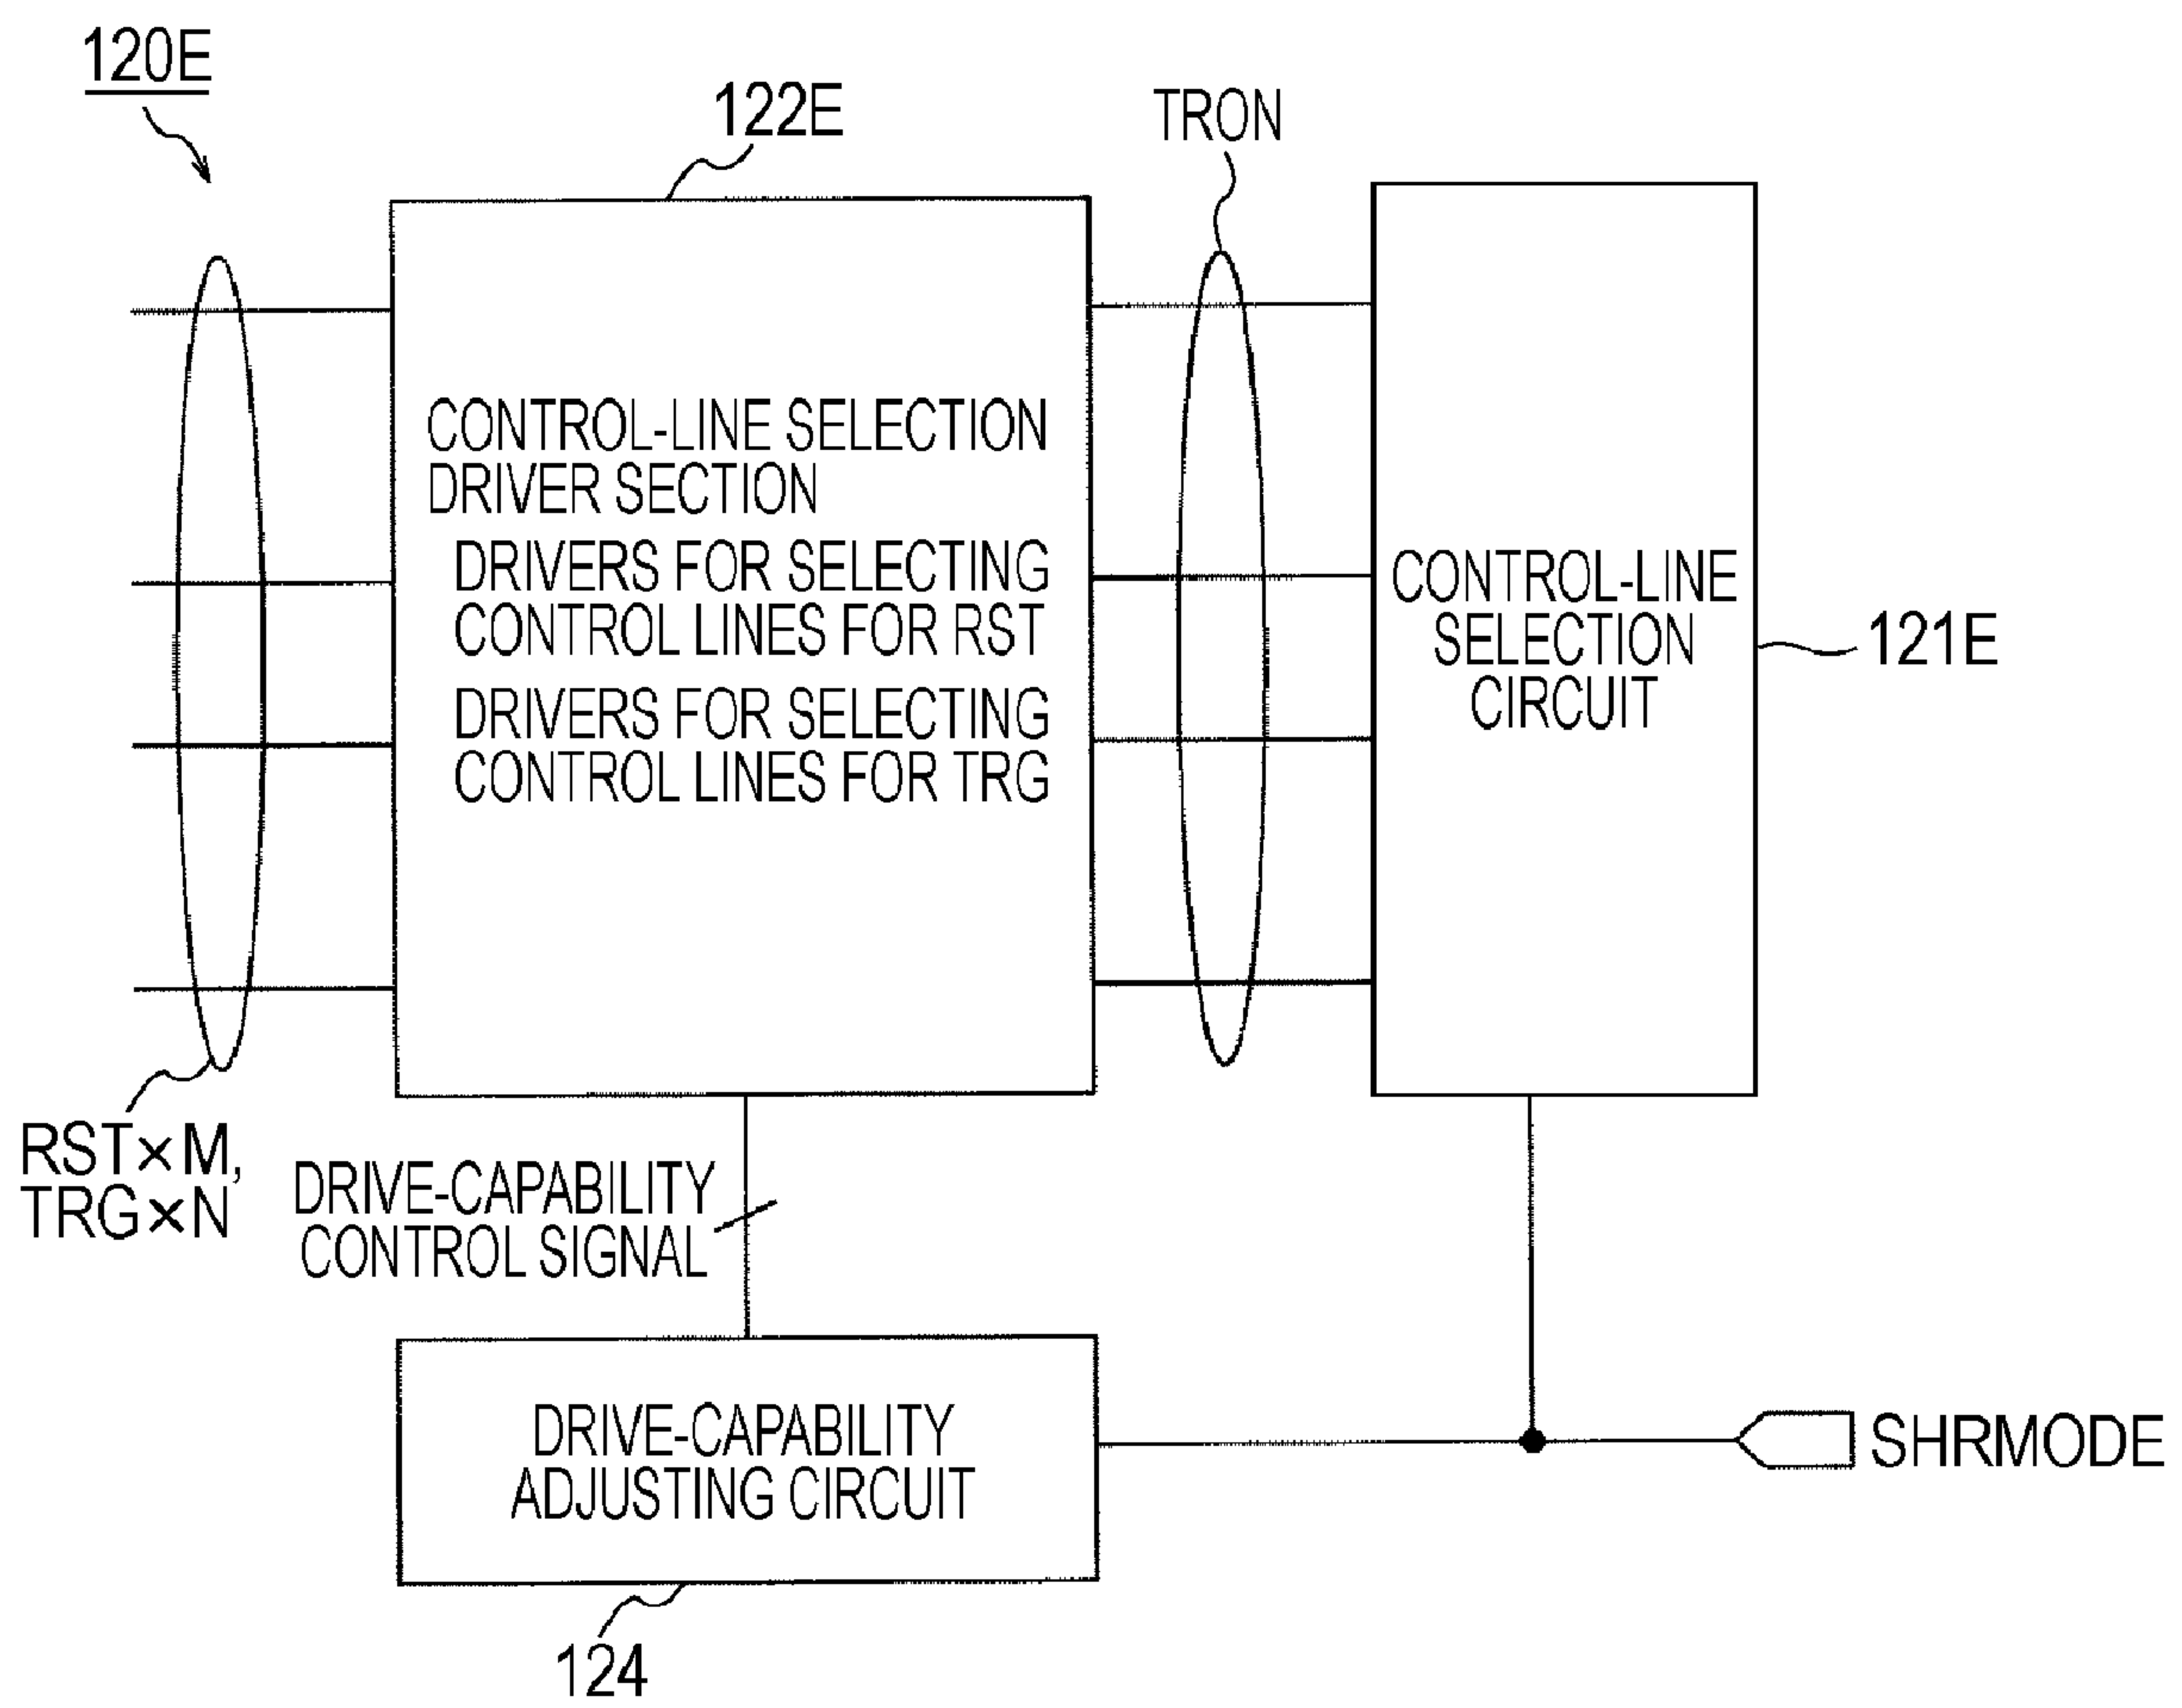 120E
122E
TRON
CONTROL-LINE SELECTION
DRIVER SECTION
DRIVERS FOR SELECTING
CONTROL LINES FOR RST
DRIVERS FOR SELECTING
CONTROL LINES FOR TRG
CONTROL-LINE
SELECTION
CIRCUIT
121E
RST×M,
TRG×N
DRIVE-CAPABILITY
CONTROL SIGNAL
DRIVE-CAPABILITY
ADJUSTING CIRCUIT
SHRMODE
124